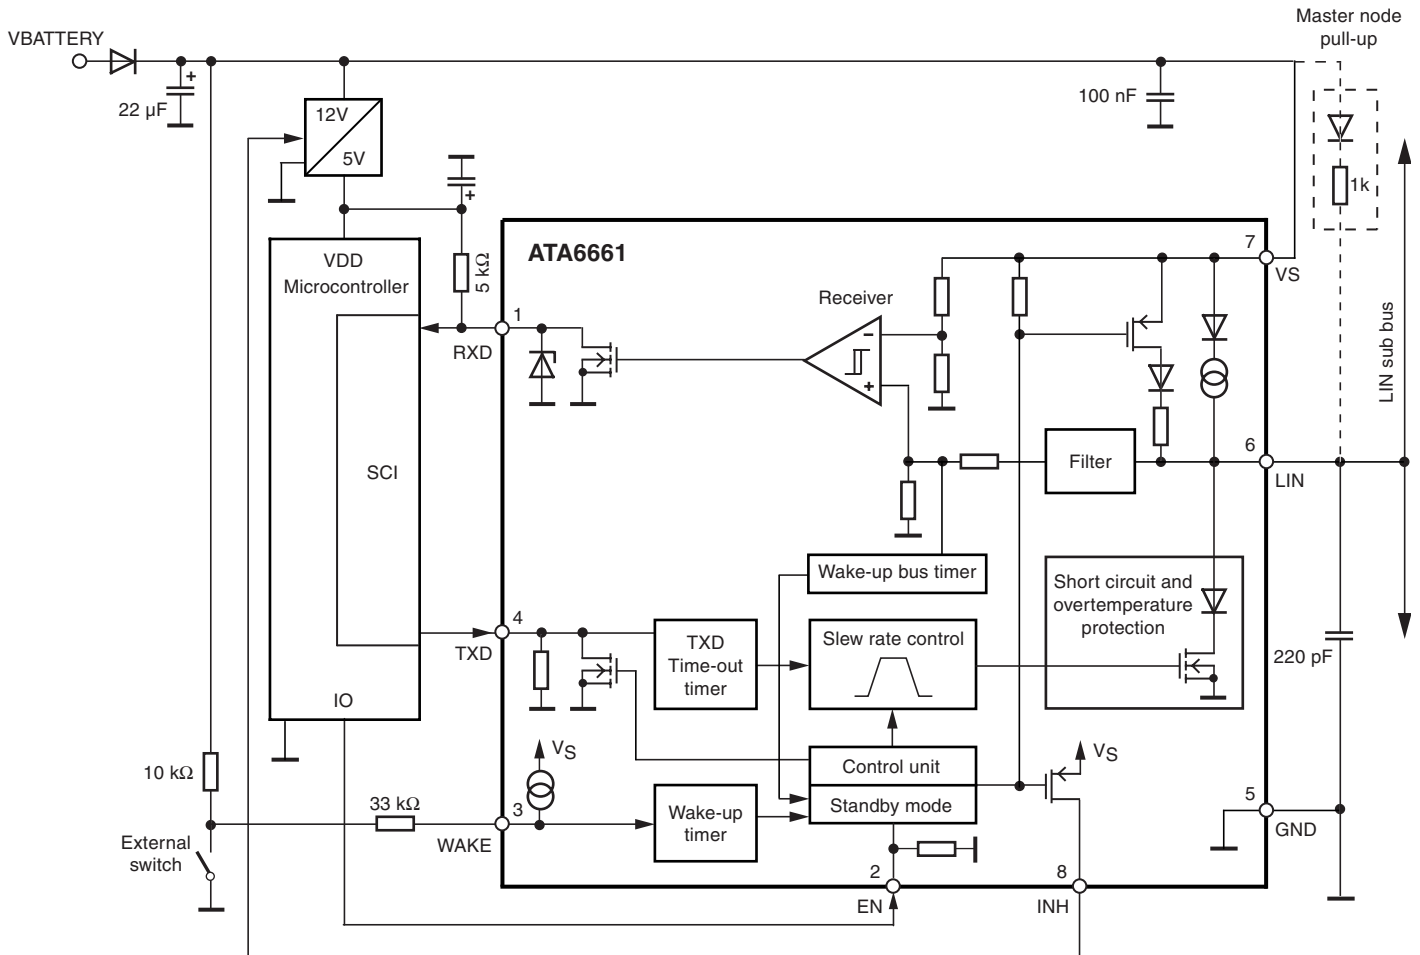 Master node
pull-up
VBATTERY
+
22 µF
12V
5V
100 nF
1k
+
VDD
Microcontroller
5 kΩ
ATA6661
Receiver
7
VS
1
RXD
-
+
LIN sub bus
SCI
Filter
6
LIN
Wake-up bus timer
Short circuit and
overtemperature
protection
4
TXD
TXD
Time-out
timer
Slew rate control
220 pF
IO
VS
VS
10 kΩ
33 kΩ
Control unit
Standby mode
3
WAKE
Wake-up
timer
5
GND
External
switch
2
EN
8
INH